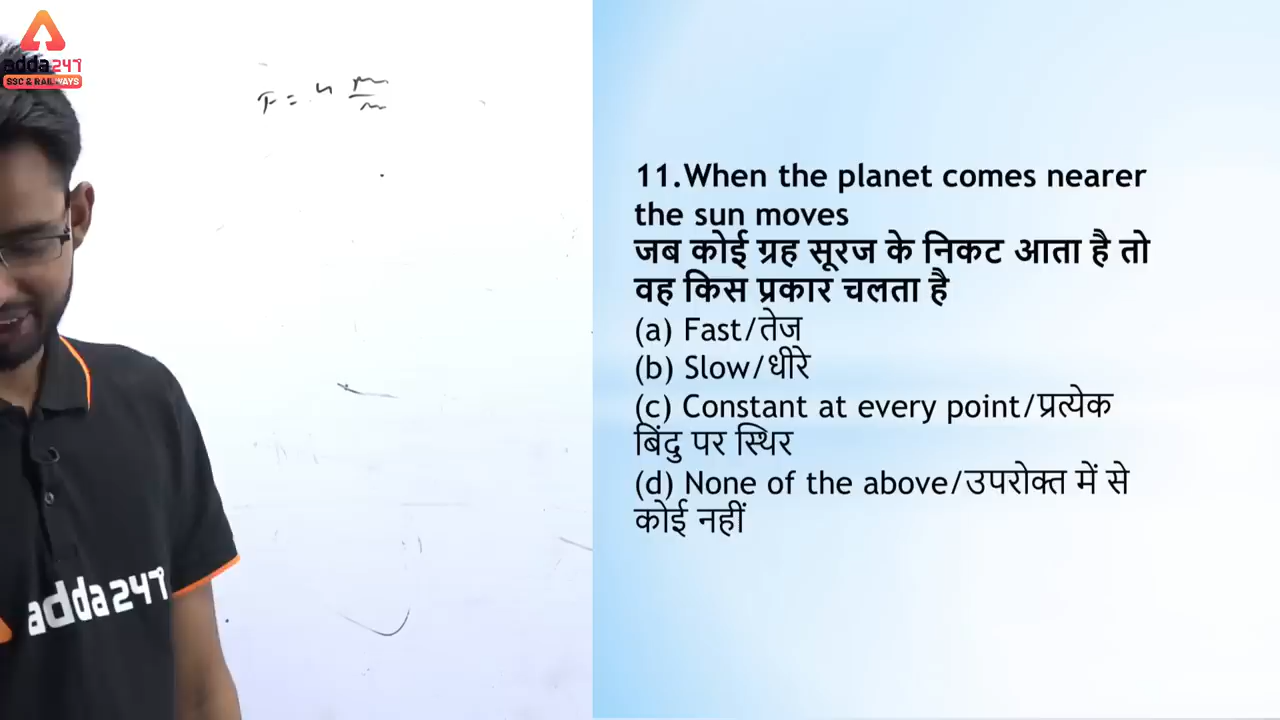 adda247
SSC & RAILWAYS
11.When the planet comes nearer
the sun moves
जब कोई ग्रह सूरज के निकट आता है तो
वह किस प्रकार चलता है
(a) Fast/तेज
(b) Slow/धीरे
(c) Constant at every point/प्रत्येक
बिंदु पर स्थिर
(d) None of the above/उपरोक्त में से
कोई नहीं
adda247